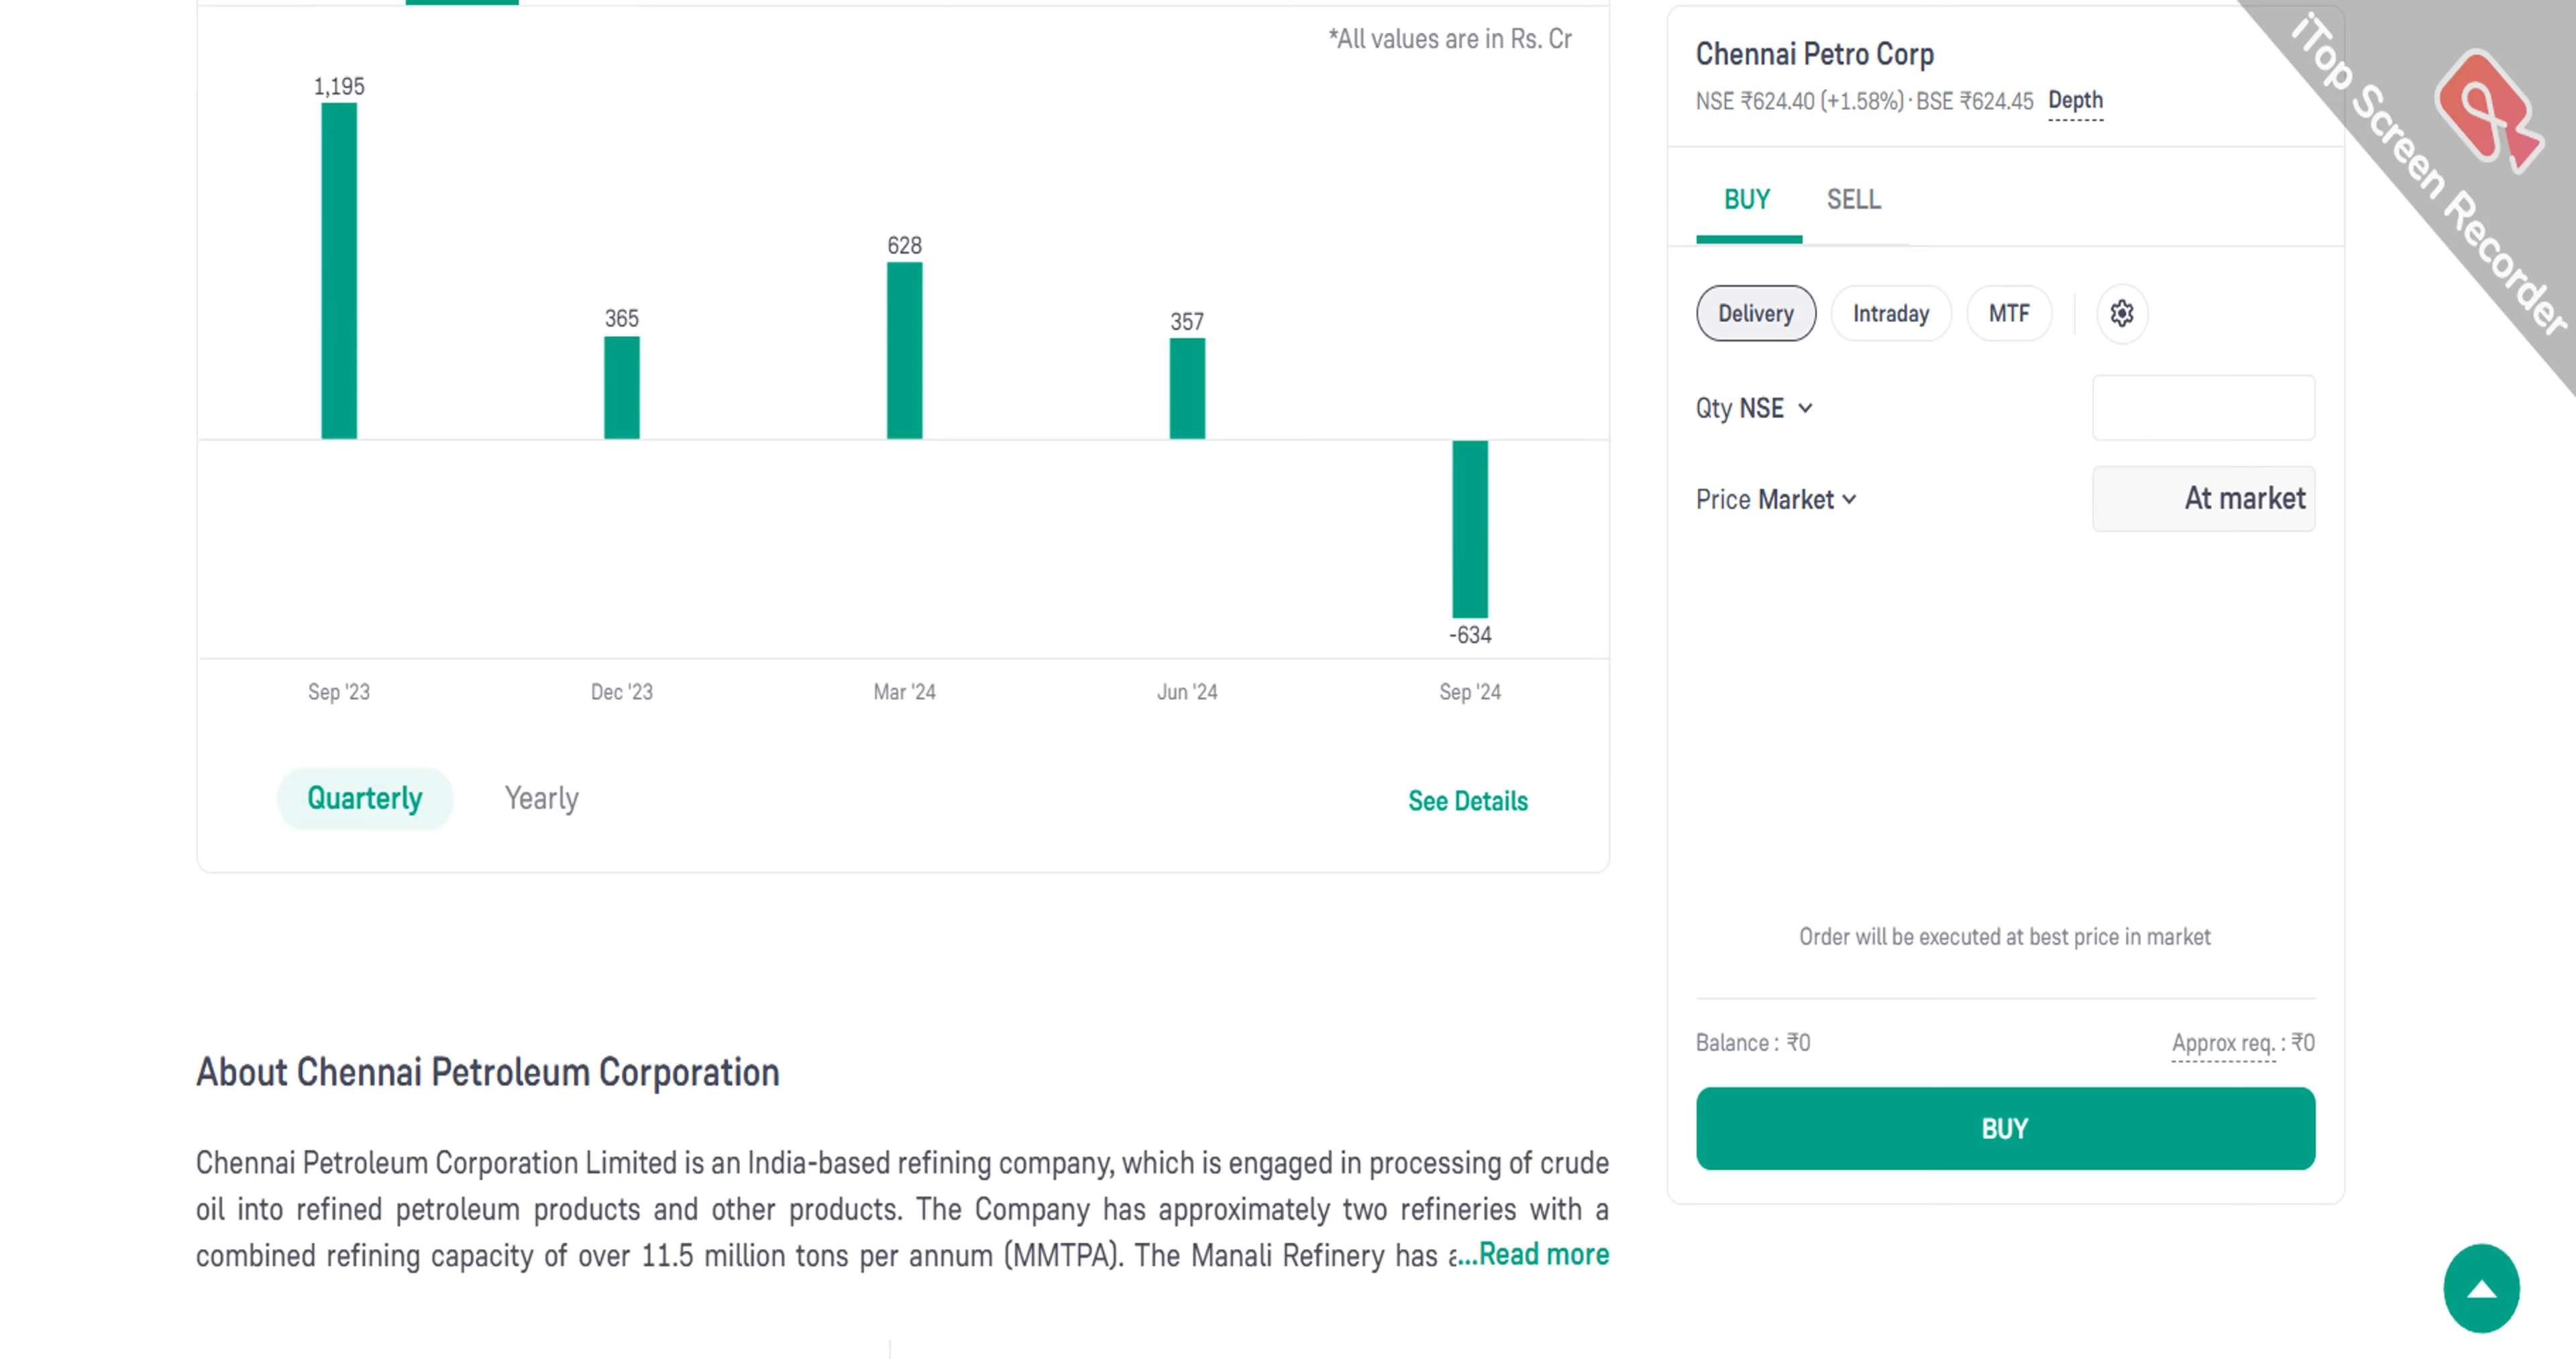 *All values are in Rs. Cr
1,195
365
628
357
-634
Sep '23
Dec '23
Mar '24
Jun '24
Sep '24
Quarterly
Yearly
See Details
About Chennai Petroleum Corporation
Chennai Petroleum Corporation Limited is an India-based refining company, which is engaged in processing of crude
oil into refined petroleum products and other products. The Company has approximately two refineries with a
combined refining capacity of over 11.5 million tons per annum (MMTPA). The Manali Refinery has a...Read more
Chennai Petro Corp
NSE ₹624.40 (+1.58%) · BSE ₹624.45 Depth
BUY
SELL
Delivery
Intraday
MTF
Qty NSE
Price Market
At market
Order will be executed at best price in market
Balance : ₹0
Approx req. : ₹0
BUY
iTop Screen Recorder